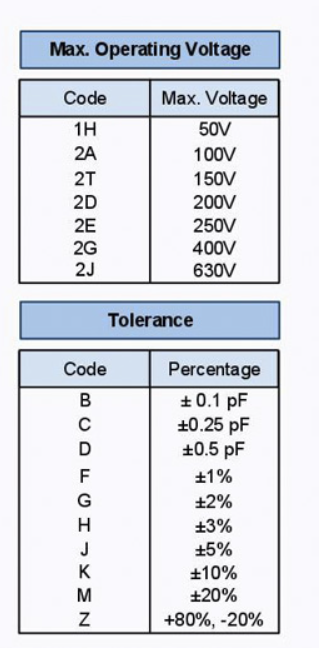 Max. Operating Voltage
Code Max. Voltage
1H 50V
2A 100V
2T 150V
2D 200V
2E 250V
2G 400V
2J 630V
Tolerance
Code Percentage
B ± 0.1 pF
C ±0.25 pF
D ±0.5 pF
F ±1%
G ±2%
H ±3%
J ±5%
K ±10%
M ±20%
Z +80%, -20%